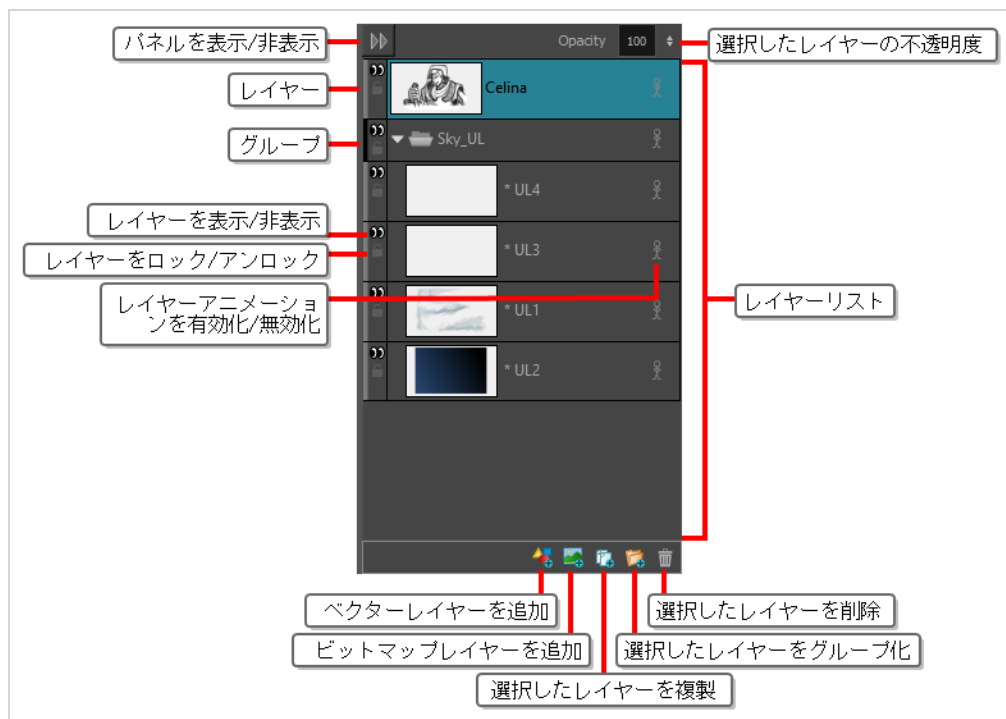 パネルを表示/非表示
Opacity 100
選択したレイヤーの不透明度
レイヤー
Celina
グループ
Sky_UL
* UL4
レイヤーを表示/非表示
レイヤーをロック/アンロック
* UL3
レイヤーアニメーショ
ンを有効化/無効化
* UL1
レイヤーリスト
* UL2
ベクターレイヤーを追加
選択したレイヤーを削除
ビットマップレイヤーを追加
選択したレイヤーをグループ化
選択したレイヤーを複製